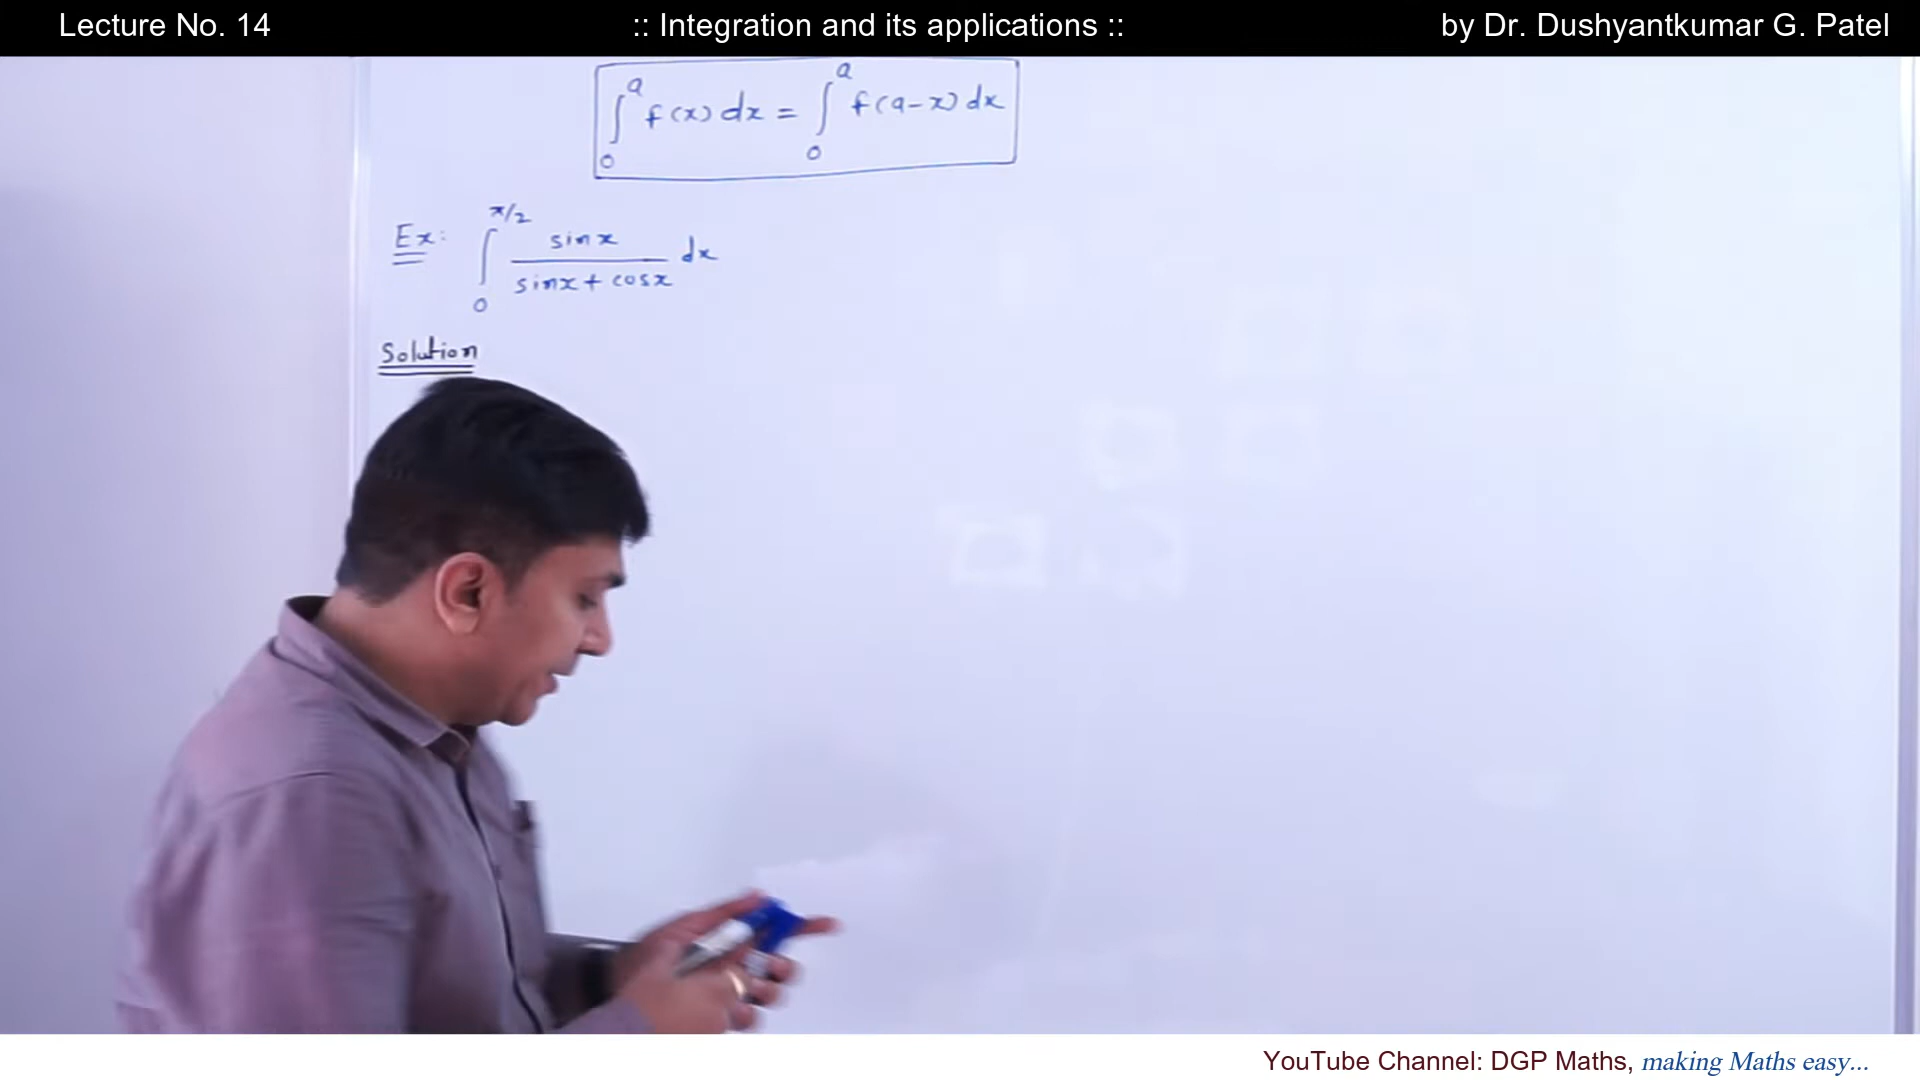 Lecture No. 14 :: Integration and its applications :: by Dr. Dushyantkumar G. Patel
∫₀ᵃ f(x) dx = ∫₀ᵃ f(a-x) dx
Ex: ∫₀^(π/2) sinx / (sinx + cosx) dx
Solution
YouTube Channel: DGP Maths, making Maths easy...